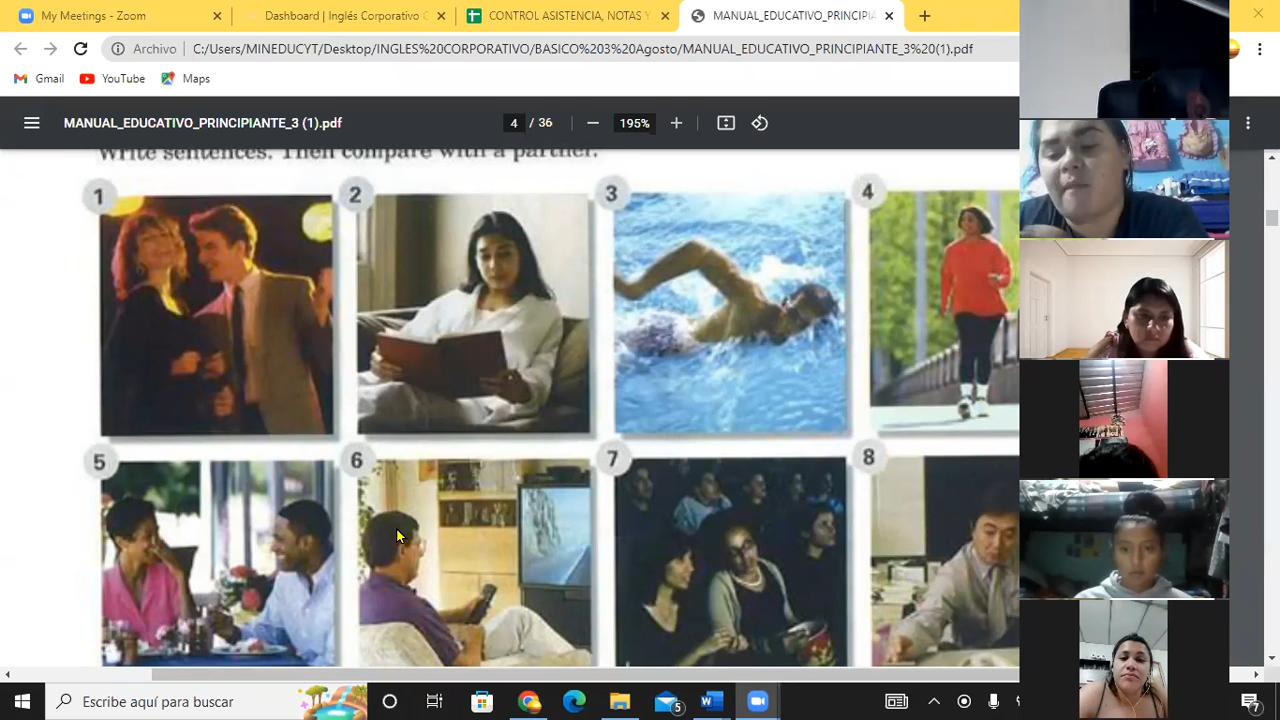 My Meetings - Zoom
Dashboard | Inglés Corporativo C
CONTROL ASISTENCIA, NOTAS Y
MANUAL_EDUCATIVO_PRINCIPIA
Archivo
C:/Users/MINEDUCYT/Desktop/INGLES%20CORPORATIVO/BASICO%203%20Agosto/MANUAL_EDUCATIVO_PRINCIPIANTE_3%20(1).pdf
Gmail
YouTube
Maps
MANUAL_EDUCATIVO_PRINCIPIANTE_3 (1).pdf
4 / 36
195%
Write sentences. Then compare with a partner.
1
2
3
4
5
6
7
8
Escribe aquí para buscar
5
7